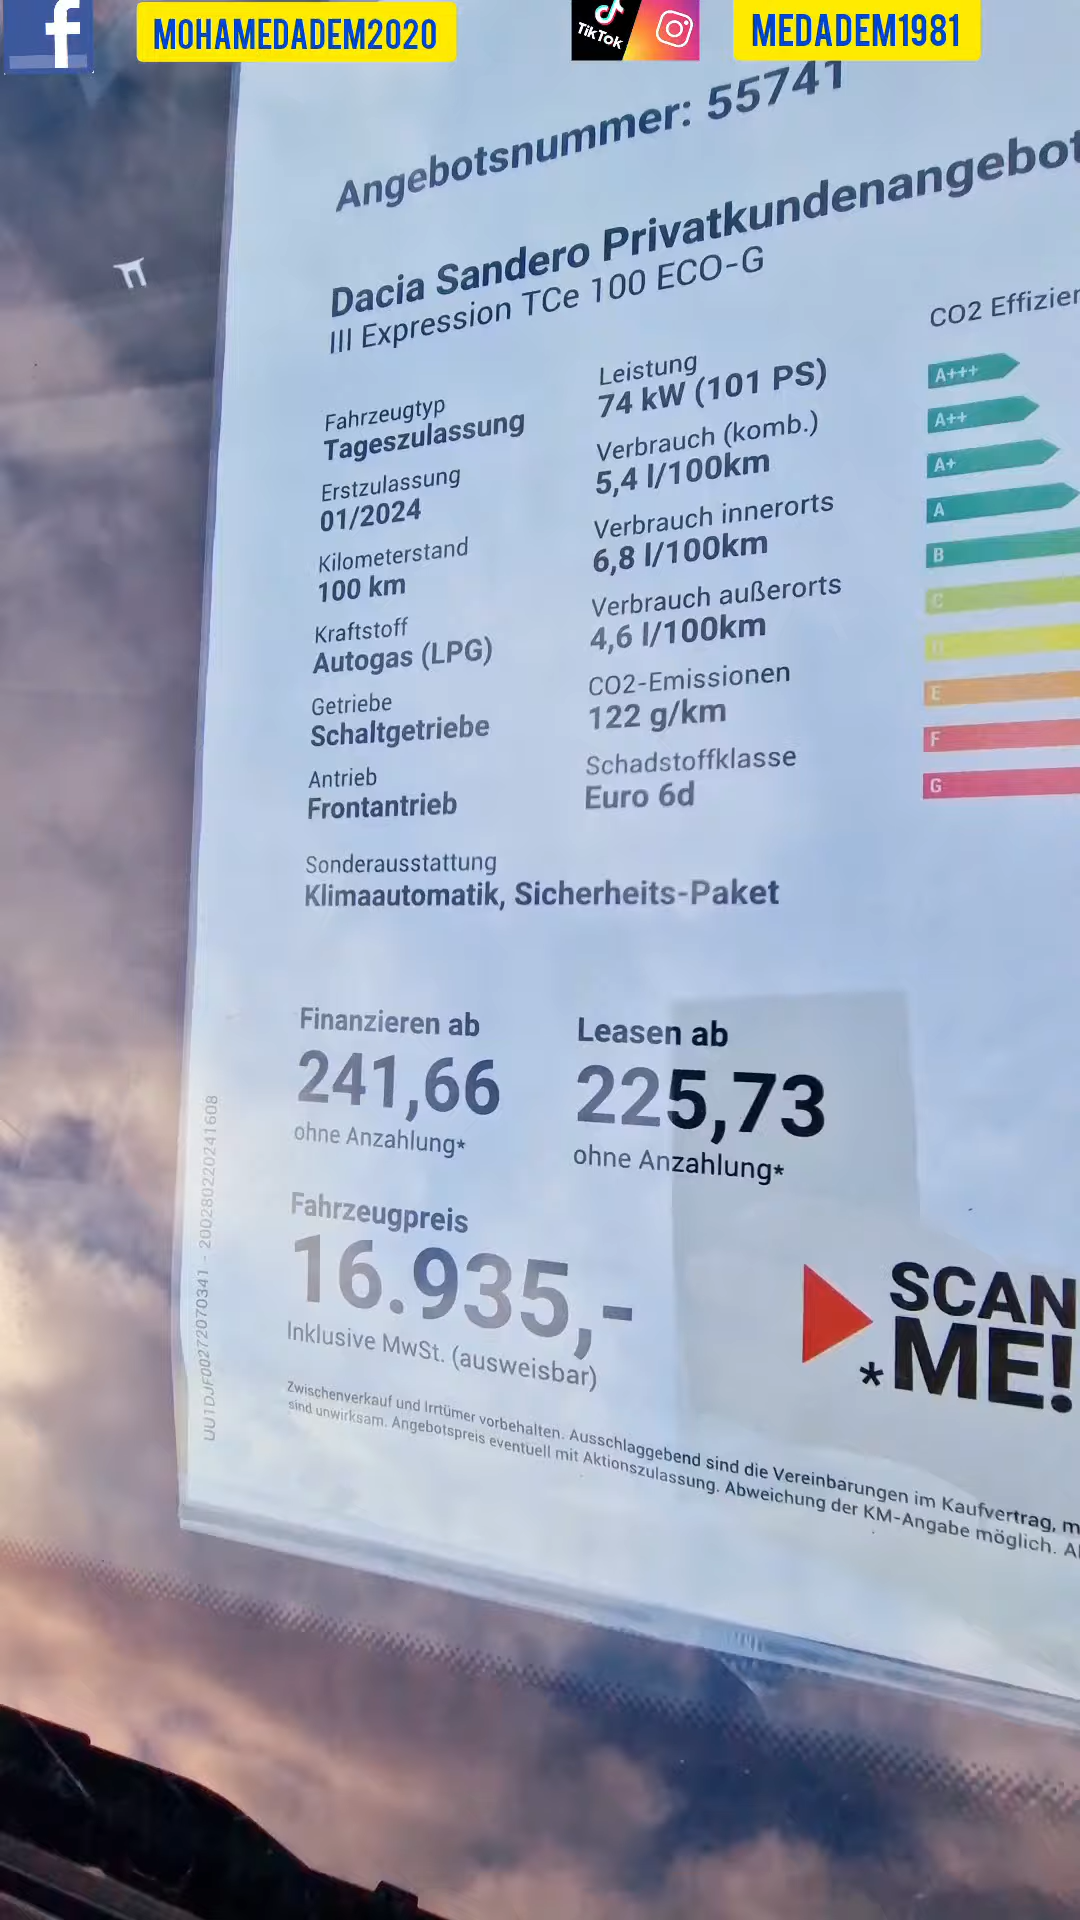 f MOHAMEDADEM2020 TikTok MEDADEM1981
Angebotsnummer: 55741
Dacia Sandero Privatkundenangebot
III Expression TCe 100 ECO-G
Fahrzeugtyp
Tageszulassung
Erstzulassung
01/2024
Kilometerstand
100 km
Kraftstoff
Autogas (LPG)
Getriebe
Schaltgetriebe
Antrieb
Frontantrieb
Leistung
74 kW (101 PS)
Verbrauch (komb.)
5,4 l/100km
Verbrauch innerorts
6,8 l/100km
Verbrauch außerorts
4,6 l/100km
CO2-Emissionen
122 g/km
Schadstoffklasse
Euro 6d
CO2 Effizien
A+++
A++
A+
A
B
C
D
E
F
G
Sonderausstattung
Klimaautomatik, Sicherheits-Paket
Finanzieren ab
241,66
ohne Anzahlung*
Leasen ab
225,73
ohne Anzahlung*
Fahrzeugpreis
16.935,-
Inklusive MwSt. (ausweisbar)
SCAN
*ME!
Zwischenverkauf und Irrtümer vorbehalten. Ausschlaggebend sind die Vereinbarungen im Kaufvertrag, m
sind unwirksam. Angebotspreis eventuell mit Aktionszulassung. Abweichung der KM-Angabe möglich. Al
UU1DJF00272070341 - 20028022024160８